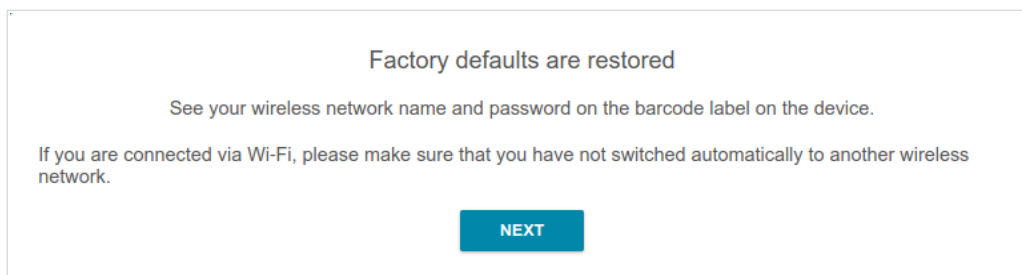 Factory defaults are restored
See your wireless network name and password on the barcode label on the device.
If you are connected via Wi-Fi, please make sure that you have not switched automatically to another wireless
network.
NEXT